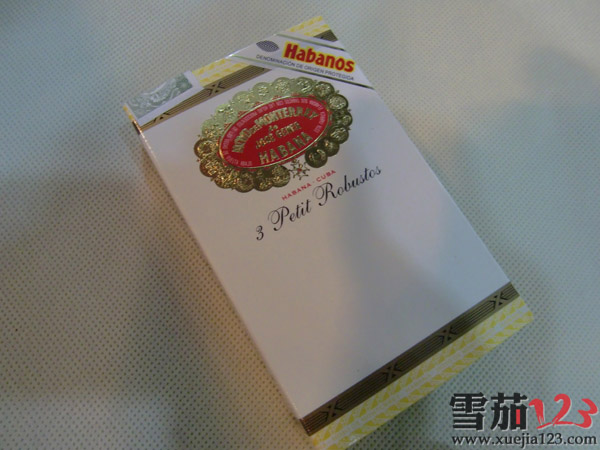 Habanos
DENOMINACIÓN DE ORIGEN PROTEGIDA
HOYO de MONTERREY
de
JOSÉ GENER
HABANA
HABANA - CUBA
3 Petit Robustos
雪茄123
www.xuejia123.com